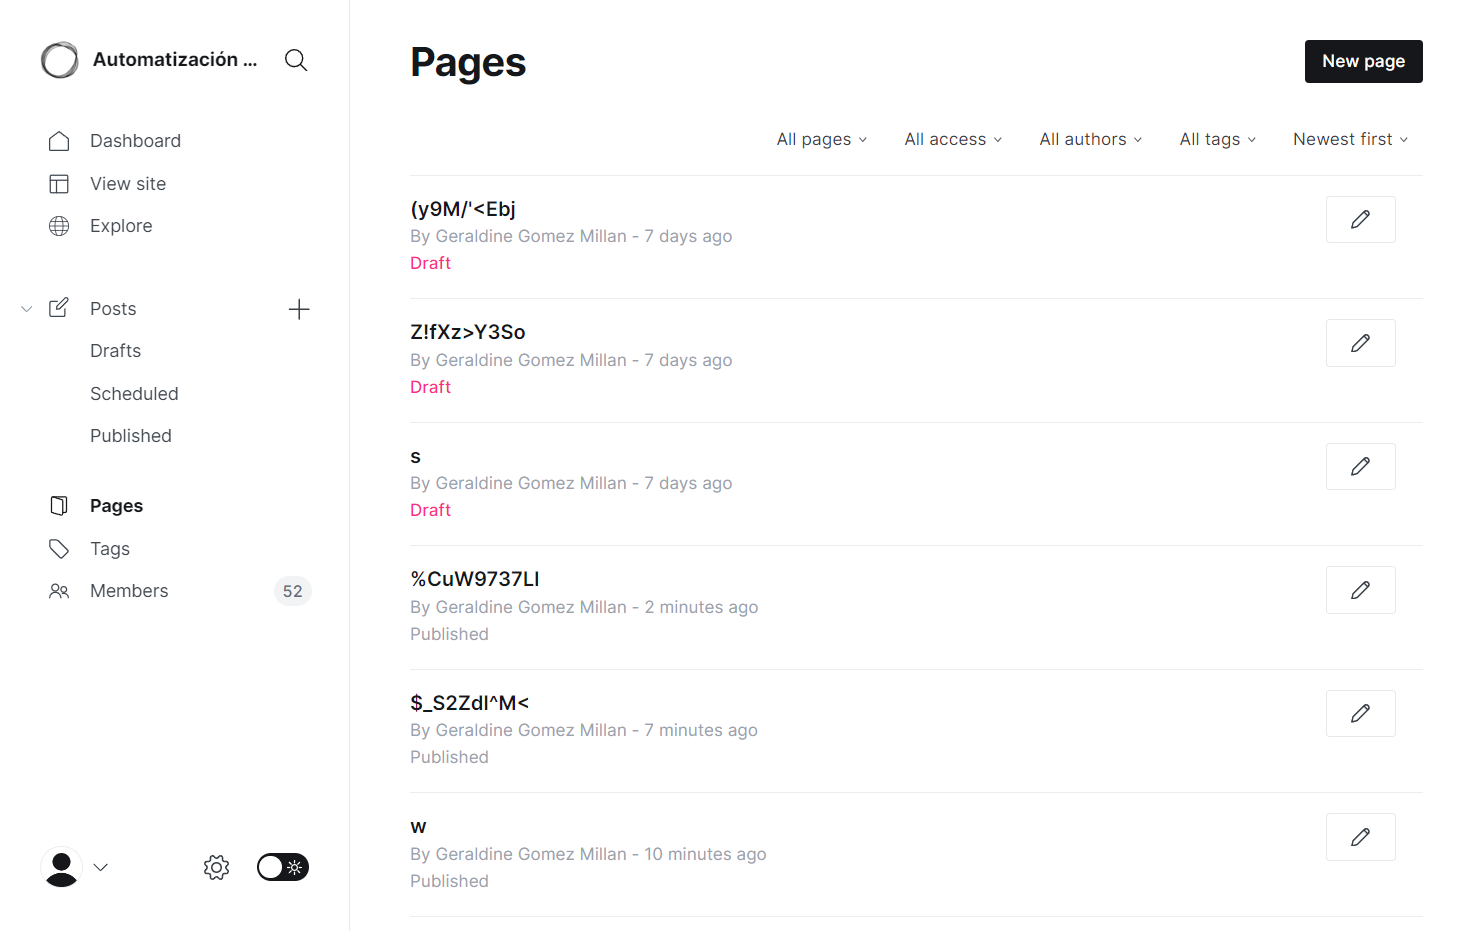 Automatización ...
Dashboard
View site
Explore
Posts
Drafts
Scheduled
Published
Pages
Tags
Members 52
Pages
New page
All pages All access All authors All tags Newest first
(y9M/'<Ebj
By Geraldine Gomez Millan - 7 days ago
Draft
Z!fXz>Y3So
By Geraldine Gomez Millan - 7 days ago
Draft
s
By Geraldine Gomez Millan - 7 days ago
Draft
%CuW9737LI
By Geraldine Gomez Millan - 2 minutes ago
Published
$_S2ZdI^M<
By Geraldine Gomez Millan - 7 minutes ago
Published
w
By Geraldine Gomez Millan - 10 minutes ago
Published